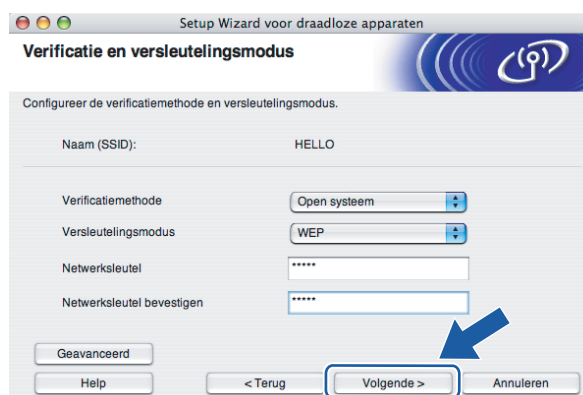 Setup Wizard voor draadloze apparaten
Verificatie en versleutelingsmodus
Configureer de verificatiemethode en versleutelingsmodus.
Naam (SSID): HELLO
Verificatiemethode Open systeem
Versleutelingsmodus WEP
Netwerksleutel *****
Netwerksleutel bevestigen *****
Geavanceerd
Help < Terug Volgende > Annuleren